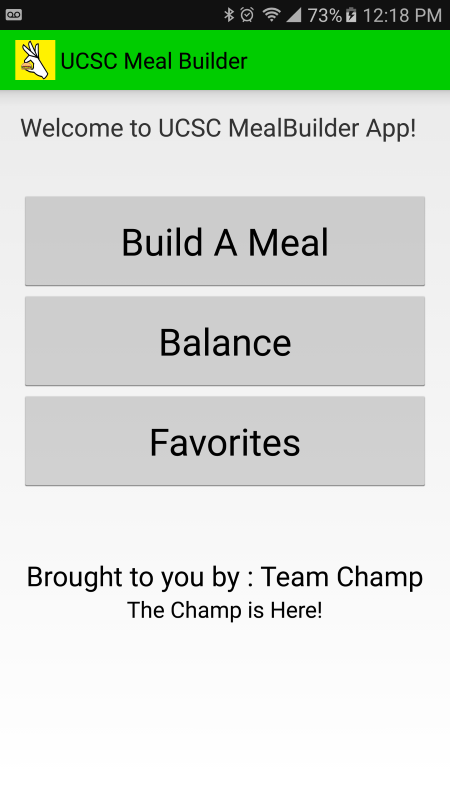 73% 12:18 PM
UCSC Meal Builder
Welcome to UCSC MealBuilder App!
Build A Meal
Balance
Favorites
Brought to you by : Team Champ
The Champ is Here!